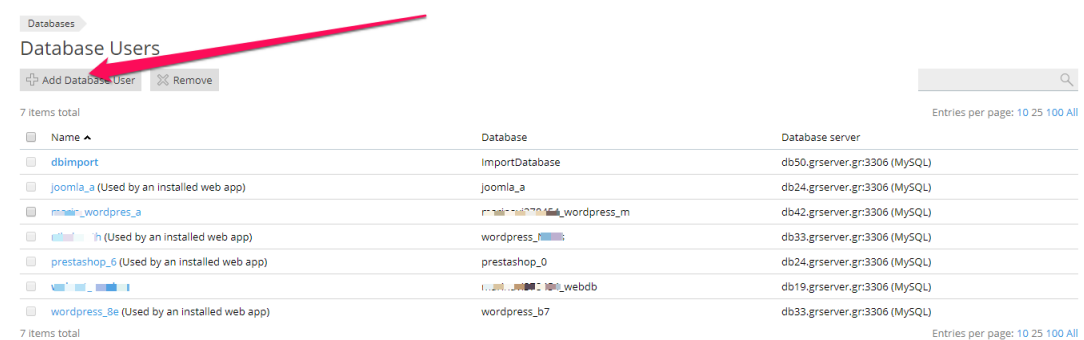 Databases
Database Users
Add Database User Remove
7 items total Entries per page: 10 25 100 All
Name Database Database server
dbimport ImportDatabase db50.grserver.gr:3306 (MySQL)
joomla_a (Used by an installed web app) joomla_a db24.grserver.gr:3306 (MySQL)
_wordpres_a _wordpress_m db42.grserver.gr:3306 (MySQL)
(Used by an installed web app) wordpress_ db33.grserver.gr:3306 (MySQL)
prestashop_6 (Used by an installed web app) prestashop_0 db24.grserver.gr:3306 (MySQL)
_webdb db19.grserver.gr:3306 (MySQL)
wordpress_8e (Used by an installed web app) wordpress_b7 db33.grserver.gr:3306 (MySQL)
7 items total Entries per page: 10 25 100 All